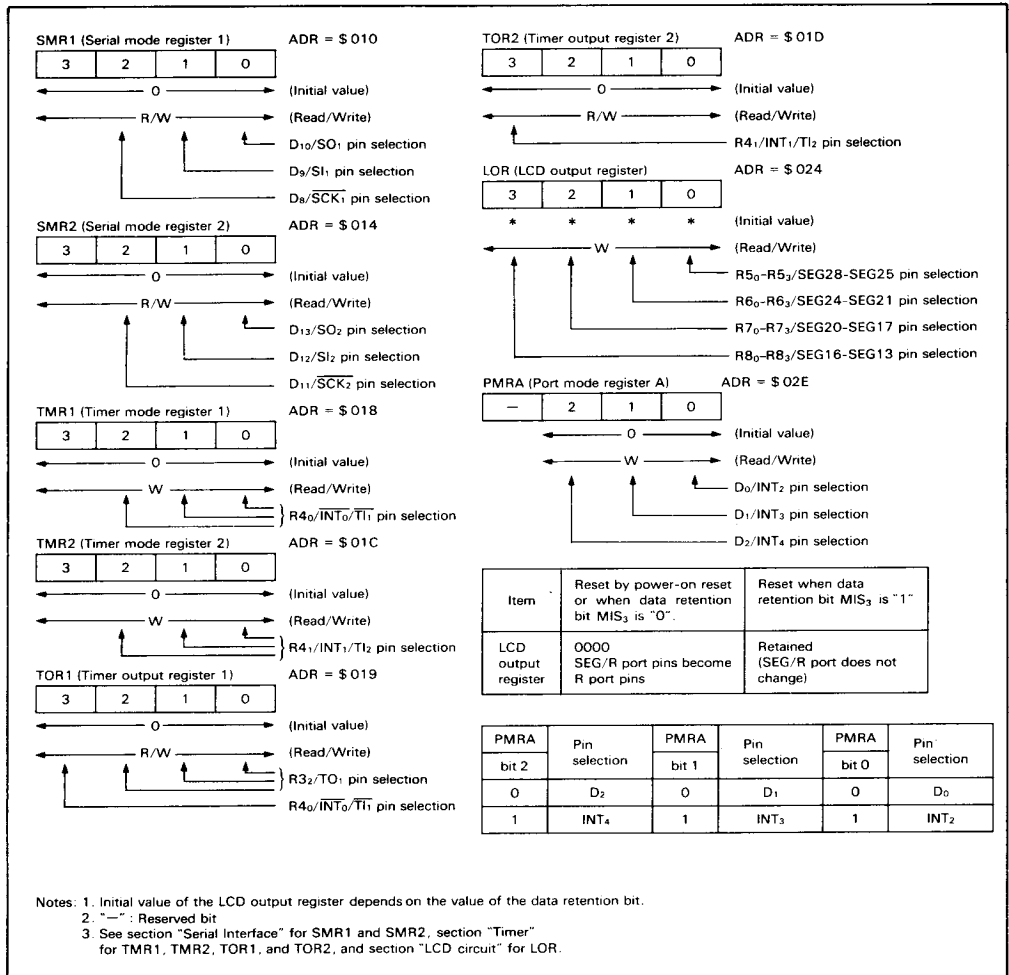 SMR1 (Serial mode register 1) ADR = $010
3 2 1 0
0 (Initial value)
R/W (Read/Write)
D₁₀/SO₁ pin selection
D₉/SI₁ pin selection
D₈/S̅C̅K̅₁̅ pin selection
SMR2 (Serial mode register 2) ADR = $014
3 2 1 0
0 (Initial value)
R/W (Read/Write)
D₁₃/SO₂ pin selection
D₁₂/SI₂ pin selection
D₁₁/S̅C̅K̅₂̅ pin selection
TMR1 (Timer mode register 1) ADR = $018
3 2 1 0
0 (Initial value)
W (Read/Write)
R4₀/I̅N̅T̅₀̅/T̅I̅₁̅ pin selection
TMR2 (Timer mode register 2) ADR = $01C
3 2 1 0
0 (Initial value)
W (Read/Write)
R4₁/INT₁/TI₂ pin selection
TOR1 (Timer output register 1) ADR = $019
3 2 1 0
0 (Initial value)
R/W (Read/Write)
R3₂/TO₁ pin selection
R4₀/I̅N̅T̅₀̅/T̅I̅₁̅ pin selection
TOR2 (Timer output register 2) ADR = $01D
3 2 1 0
0 (Initial value)
R/W (Read/Write)
R4₁/INT₁/TI₂ pin selection
LOR (LCD output register) ADR = $024
3 2 1 0
* * * * (Initial value)
W (Read/Write)
R5₀-R5₃/SEG28-SEG25 pin selection
R6₀-R6₃/SEG24-SEG21 pin selection
R7₀-R7₃/SEG20-SEG17 pin selection
R8₀-R8₃/SEG16-SEG13 pin selection
PMRA (Port mode register A) ADR = $02E
— 2 1 0
0 (Initial value)
W (Read/Write)
D₀/INT₂ pin selection
D₁/INT₃ pin selection
D₂/INT₄ pin selection
Item
Reset by power-on reset
or when data retention
bit MIS₃ is "0".
Reset when data
retention bit MIS₃ is "1"
LCD
output
register
0000
SEG/R port pins become
R port pins
Retained
(SEG/R port does not
change)
PMRA bit 2 Pin selection PMRA bit 1 Pin selection PMRA bit 0 Pin selection
0 D₂ 0 D₁ 0 D₀
1 INT₄ 1 INT₃ 1 INT₂
Notes: 1. Initial value of the LCD output register depends on the value of the data retention bit.
2. "—" : Reserved bit
3. See section "Serial Interface" for SMR1 and SMR2, section "Timer"
for TMR1, TMR2, TOR1, and TOR2, and section "LCD circuit" for LOR.